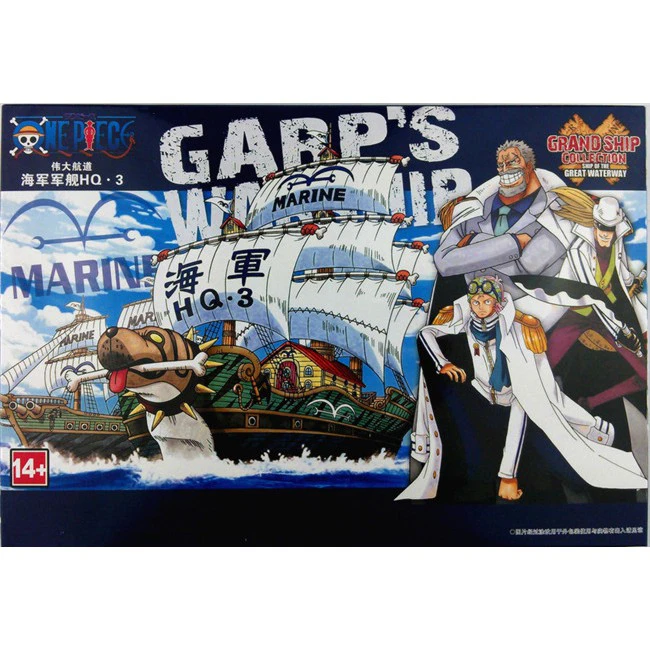 ONE PIECE
伟大航道
海军军舰HQ·3
GARP'S
WARSHIP
GRAND SHIP
COLLECTION
SHIP OF THE
GREAT WATERWAY
MARINE
MARINE
海軍
HQ·3
MARINE
14+